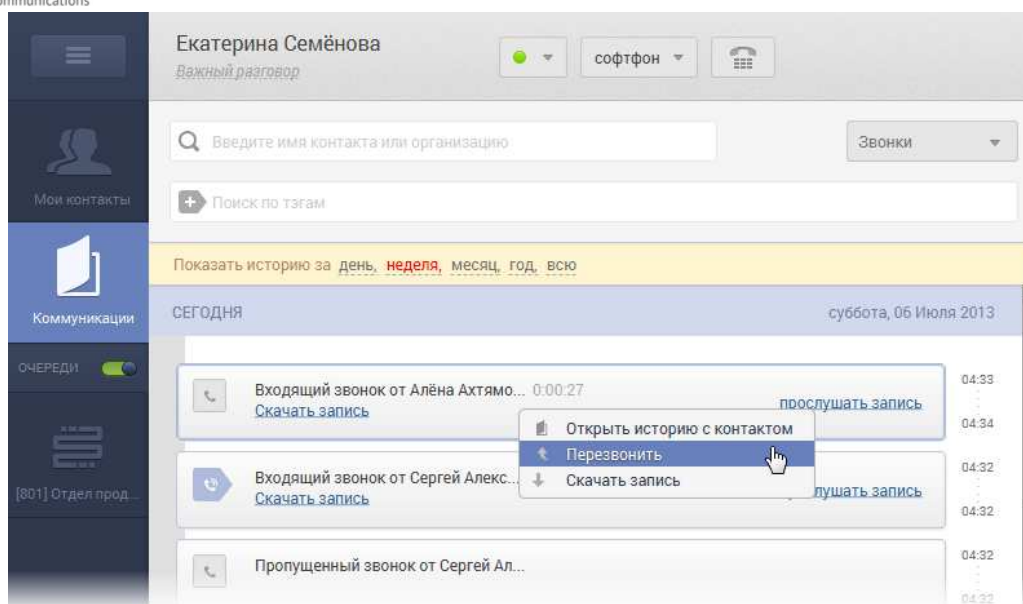 ommunications
Екатерина Семёнова
Важный разговор
софтфон
Введите имя контакта или организацию
Звонки
Мои контакты
Поиск по тэгам
Показать историю за день, неделя, месяц, год, всю
Коммуникации
СЕГОДНЯ
суббота, 06 Июля 2013
ОЧЕРЕДИ
Входящий звонок от Алёна Ахтямо... 0:00:27
Скачать запись
прослушать запись
04:33
04:34
Открыть историю с контактом
Перезвонить
Скачать запись
[801] Отдел прод...
Входящий звонок от Сергей Алекс...
Скачать запись
лушать запись
04:32
04:32
Пропущенный звонок от Сергей Ал...
04:32
04:32